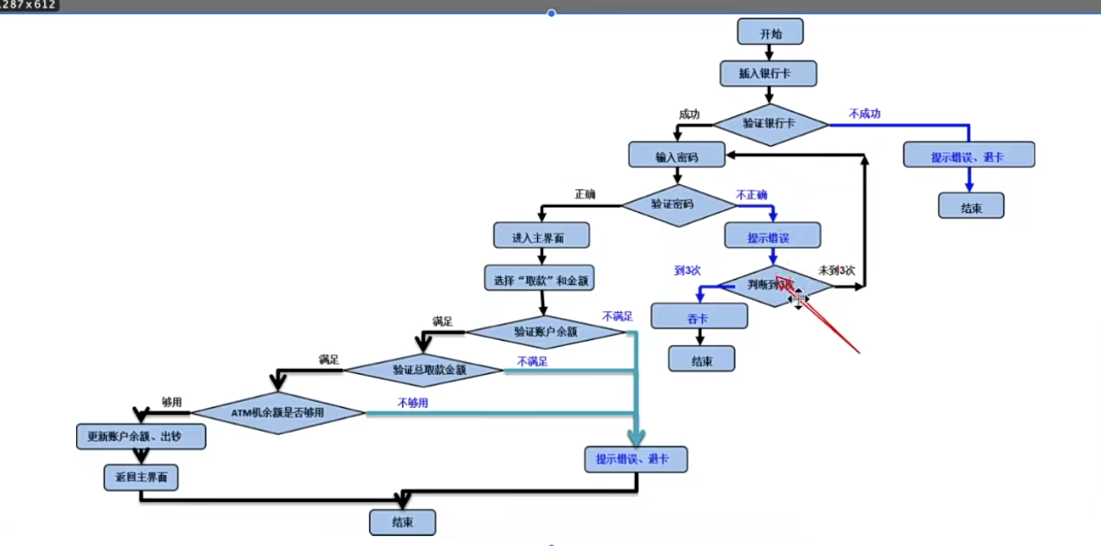 1287x612
开始
插入银行卡
成功
验证银行卡
不成功
输入密码
提示错误、退卡
正确
验证密码
不正确
结束
进入主界面
提示错误
到3次
判断到3次
未到3次
选择“取款”和金额
吞卡
满足
验证账户余额
不满足
结束
满足
验证总取款金额
不满足
够用
ATM机余额是否够用
不够用
更新账户余额、出钞
提示错误、退卡
返回主界面
结束